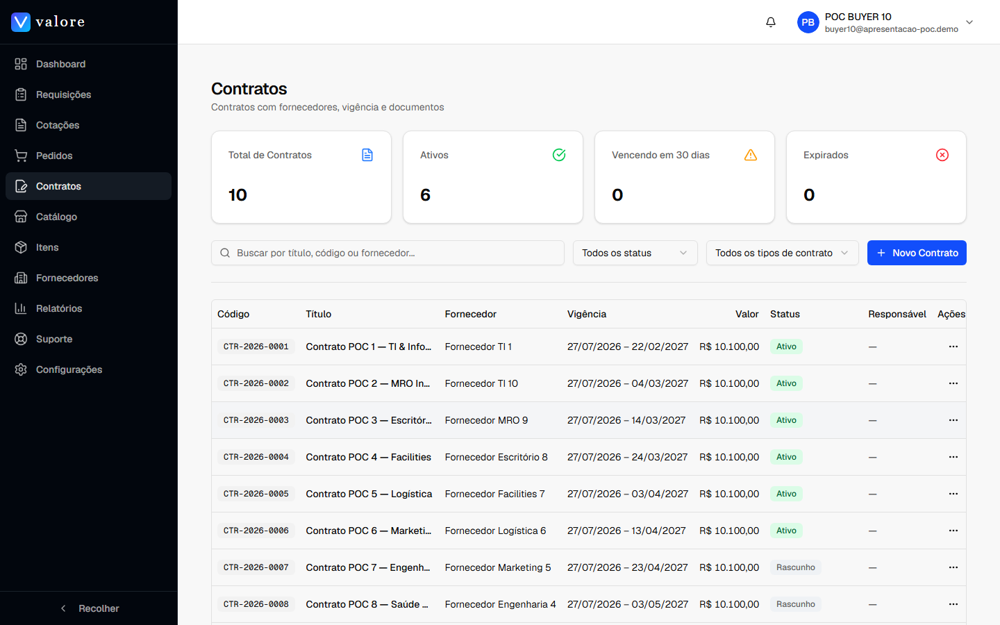 valore
POC BUYER 10
PB
buyer10@apresentacao-poc.demo
Dashboard
Requisições
Cotações
Pedidos
Contratos
Catálogo
Itens
Fornecedores
Relatórios
Suporte
Configurações
Recolher
Contratos
Contratos com fornecedores, vigência e documentos
Total de Contratos
10
Ativos
6
Vencendo em 30 dias
0
Expirados
0
Buscar por título, código ou fornecedor...
Todos os status
Todos os tipos de contrato
Novo Contrato
Código Título Fornecedor Vigência Valor Status Responsável Ações
CTR-2026-0001 Contrato POC 1 — TI & Info... Fornecedor TI 1 27/07/2026 – 22/02/2027 R$ 10.100,00 Ativo —
CTR-2026-0002 Contrato POC 2 — MRO In... Fornecedor TI 10 27/07/2026 – 04/03/2027 R$ 10.100,00 Ativo —
CTR-2026-0003 Contrato POC 3 — Escritór... Fornecedor MRO 9 27/07/2026 – 14/03/2027 R$ 10.100,00 Ativo —
CTR-2026-0004 Contrato POC 4 — Facilities Fornecedor Escritório 8 27/07/2026 – 24/03/2027 R$ 10.100,00 Ativo —
CTR-2026-0005 Contrato POC 5 — Logística Fornecedor Facilities 7 27/07/2026 – 03/04/2027 R$ 10.100,00 Ativo —
CTR-2026-0006 Contrato POC 6 — Marketi... Fornecedor Logística 6 27/07/2026 – 13/04/2027 R$ 10.100,00 Ativo —
CTR-2026-0007 Contrato POC 7 — Engenh... Fornecedor Marketing 5 27/07/2026 – 23/04/2027 R$ 10.100,00 Rascunho —
CTR-2026-0008 Contrato POC 8 — Saúde ... Fornecedor Engenharia 4 27/07/2026 – 03/05/2027 R$ 10.100,00 Rascunho —